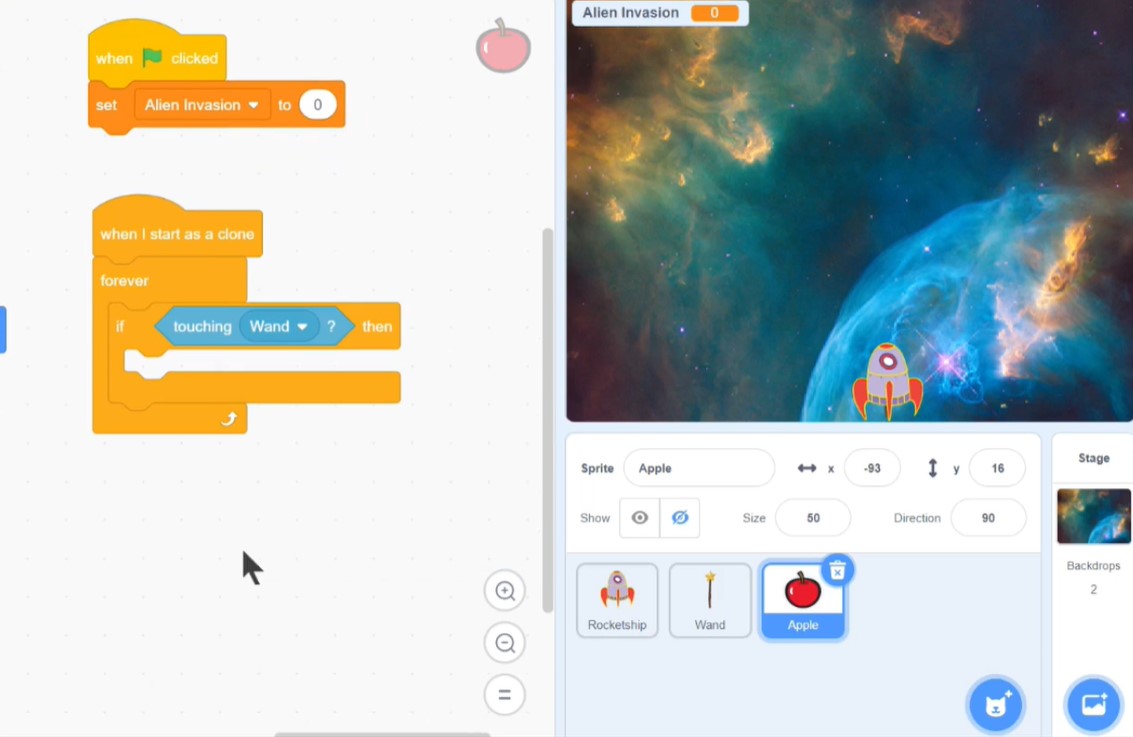 when clicked
set Alien Invasion to 0
when I start as a clone
forever
if touching Wand ? then
Alien Invasion 0
Sprite Apple x -93 y 16
Show Size 50 Direction 90
Rocketship Wand Apple
Stage
Backdrops
2